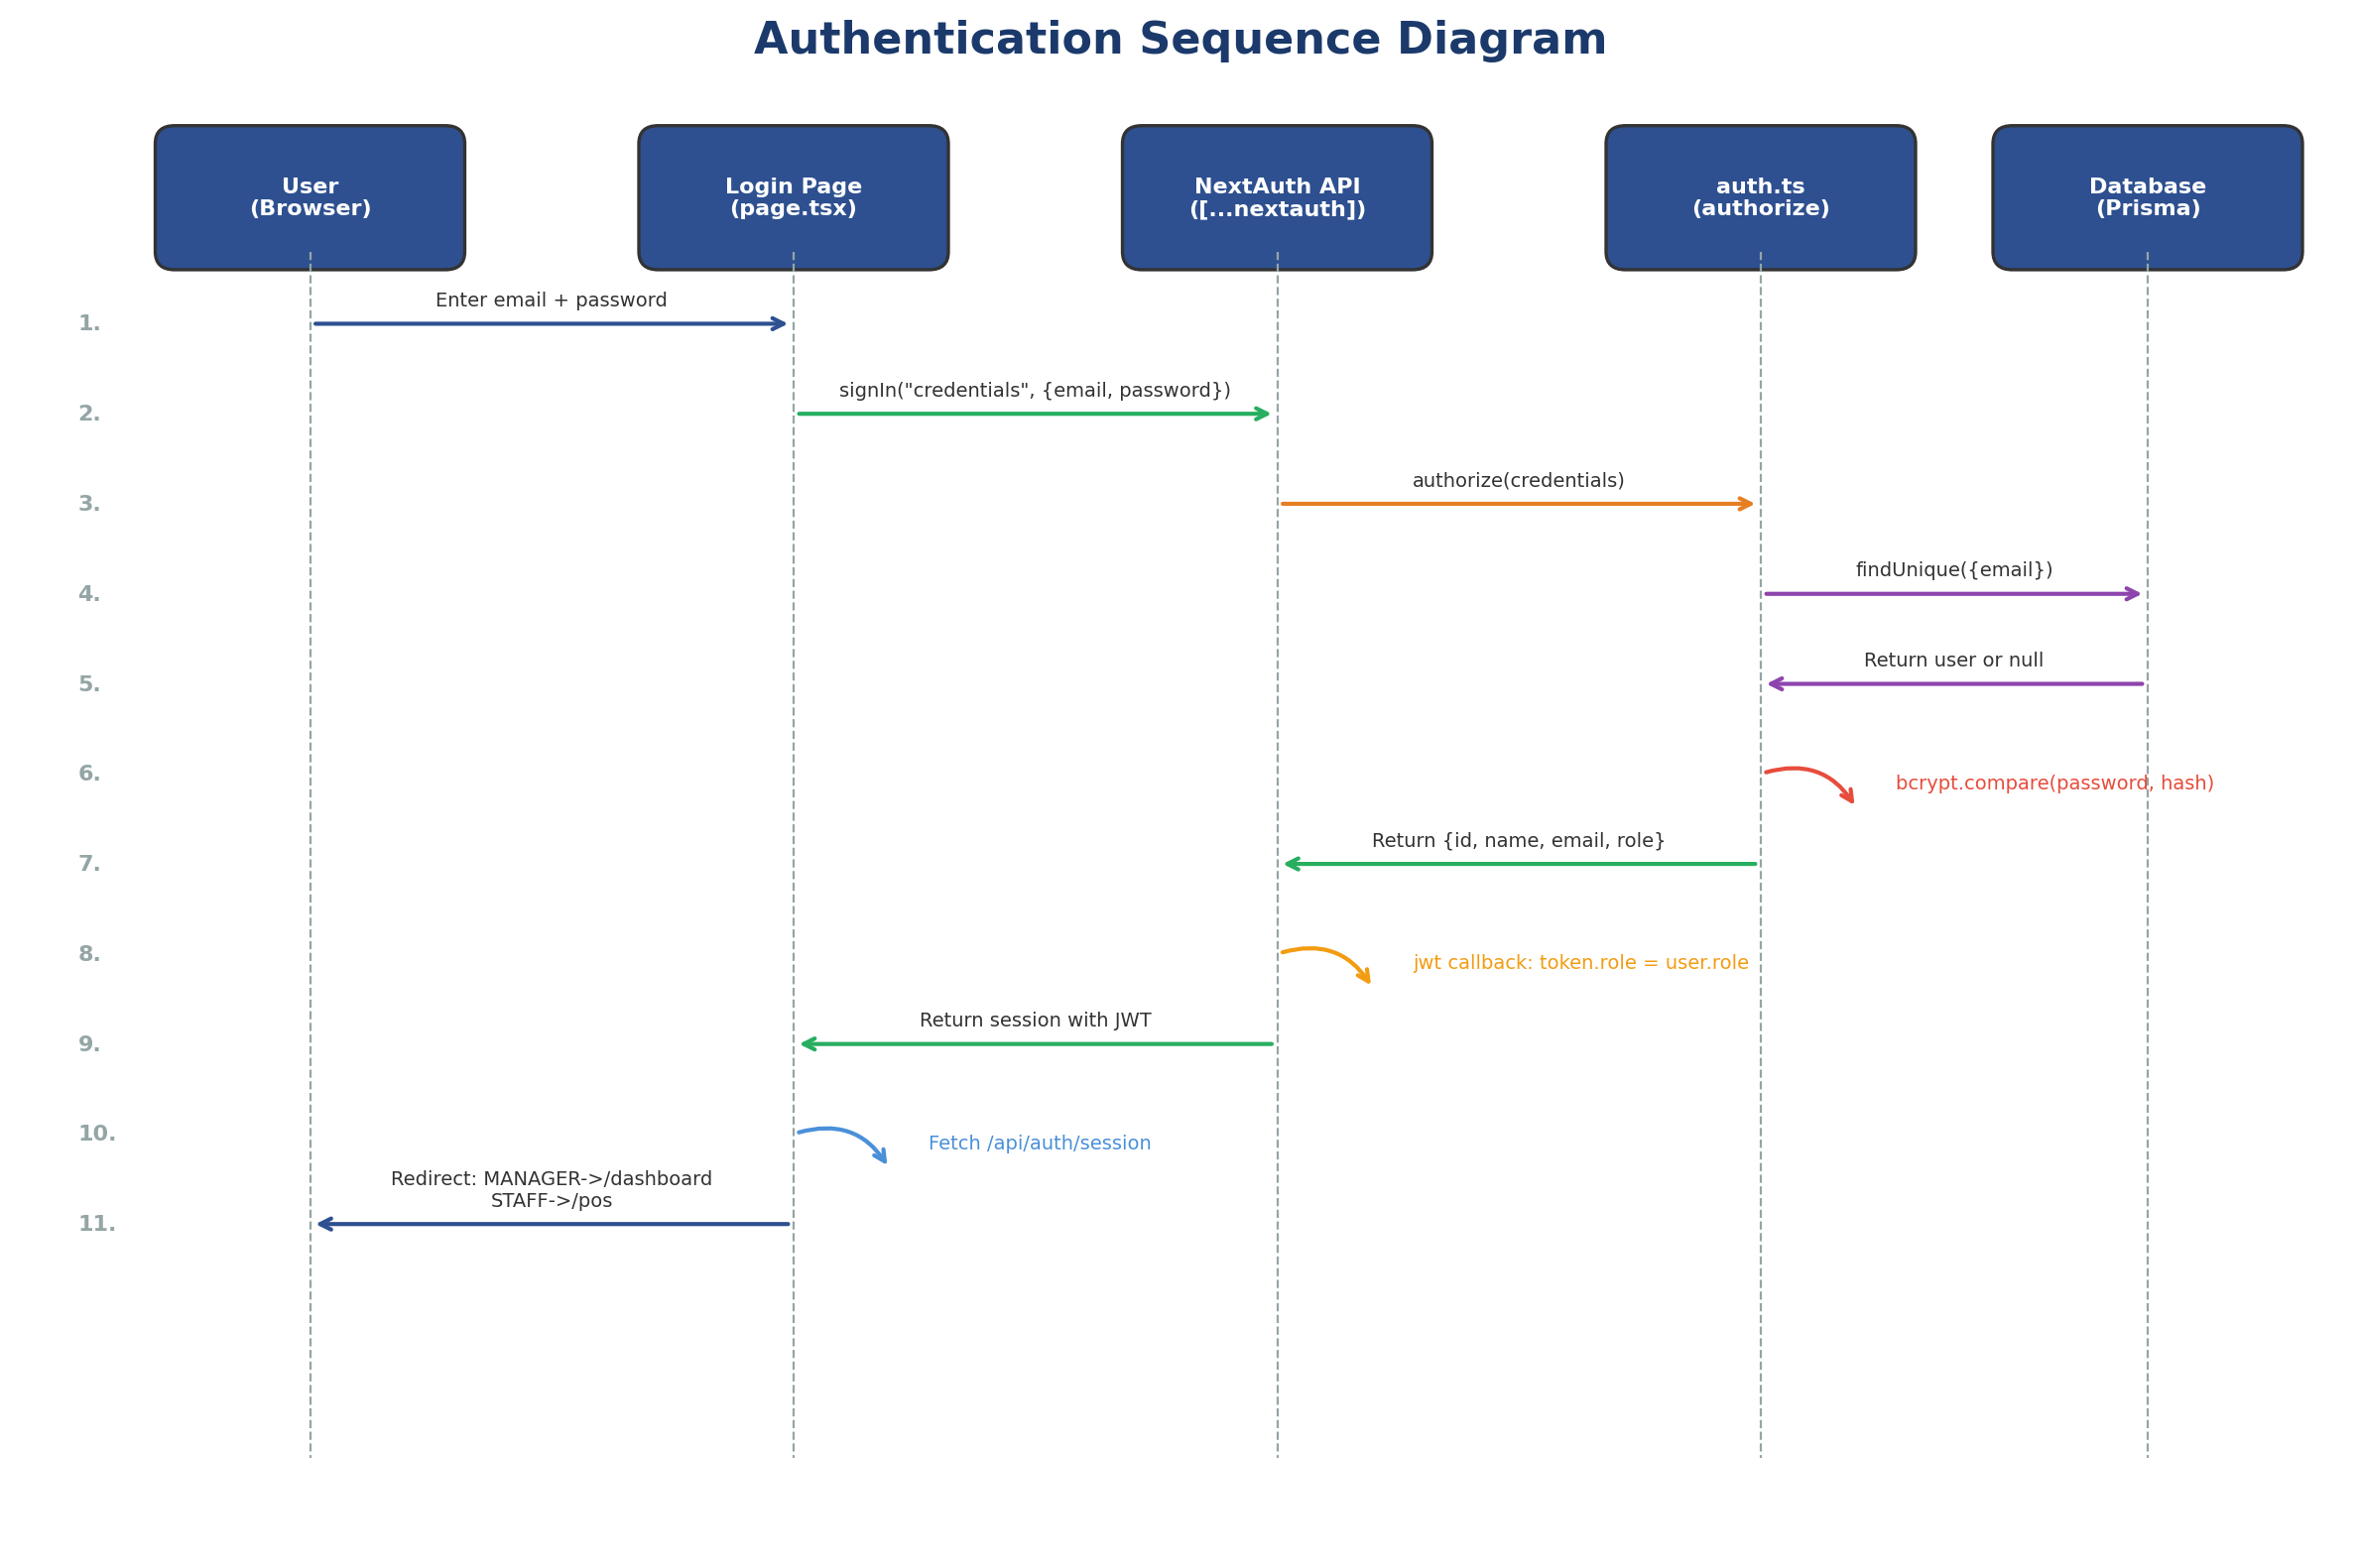 Authentication Sequence Diagram
User
(Browser)
Login Page
(page.tsx)
NextAuth API
([...nextauth])
auth.ts
(authorize)
Database
(Prisma)
1.
Enter email + password
2.
signIn("credentials", {email, password})
3.
authorize(credentials)
4.
findUnique({email})
5.
Return user or null
6.
bcrypt.compare(password, hash)
7.
Return {id, name, email, role}
8.
jwt callback: token.role = user.role
9.
Return session with JWT
10.
Fetch /api/auth/session
11.
Redirect: MANAGER->/dashboard
STAFF->/pos